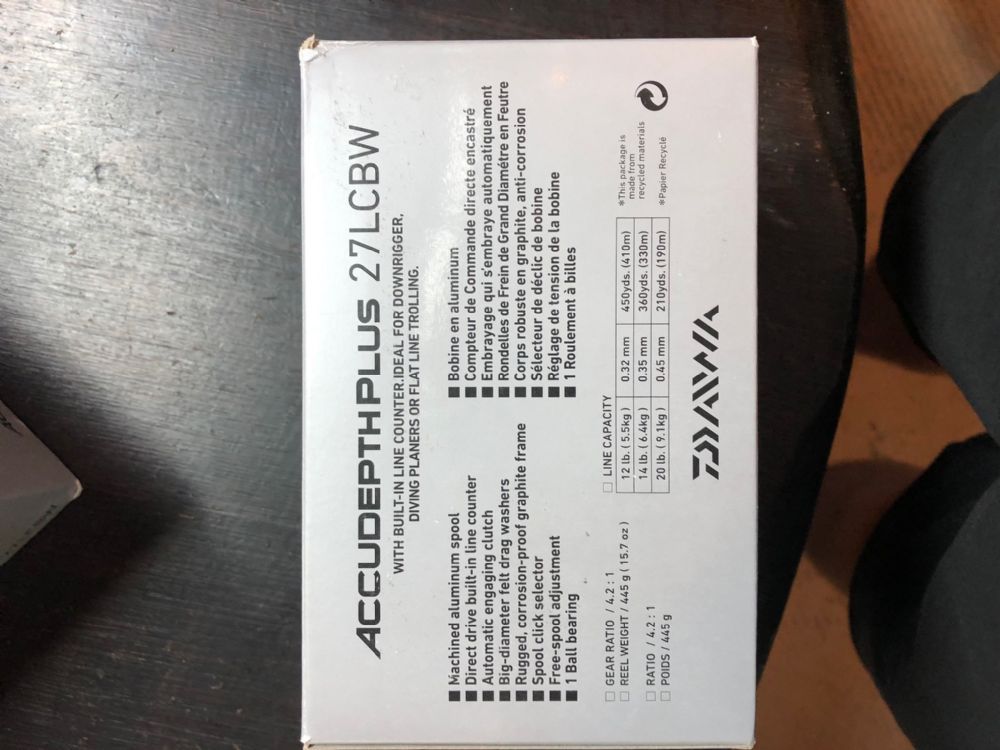 ACCUDEPTHPLUS 27LCBW
WITH BUILT-IN LINE COUNTER.IDEAL FOR DOWNRIGGER,
DIVING PLANERS OR FLAT LINE TROLLING.
■ Machined aluminum spool
■ Direct drive built-in line counter
■ Automatic engaging clutch
■ Big-diameter felt drag washers
■ Rugged, corrosion-proof graphite frame
■ Spool click selector
■ Free-spool adjustment
■ 1 Ball bearing
■ Bobine en aluminum
■ Compteur de Commande directe encastré
■ Embrayage qui s'embraye automatiquement
■ Rondelles de Frein de Grand Diamétre en Feutre
■ Corps robuste en graphite, anti-corrosion
■ Sélecteur de déclic de bobine
■ Réglage de tension de la bobine
■ 1 Roulement à billes
□ GEAR RATIO / 4.2 : 1
□ REEL WEIGHT / 445 g ( 15.7 oz )
□ RATIO / 4.2 : 1
□ POIDS / 445 g
□ LINE CAPACITY
12 lb. ( 5.5kg ) 0.32 mm 450yds. (410m)
14 lb. ( 6.4kg ) 0.35 mm 360yds. (330m)
20 lb. ( 9.1kg ) 0.45 mm 210yds. (190m)
*This package is
made from
recycled materials
*Papier Recyclé
DAIWA